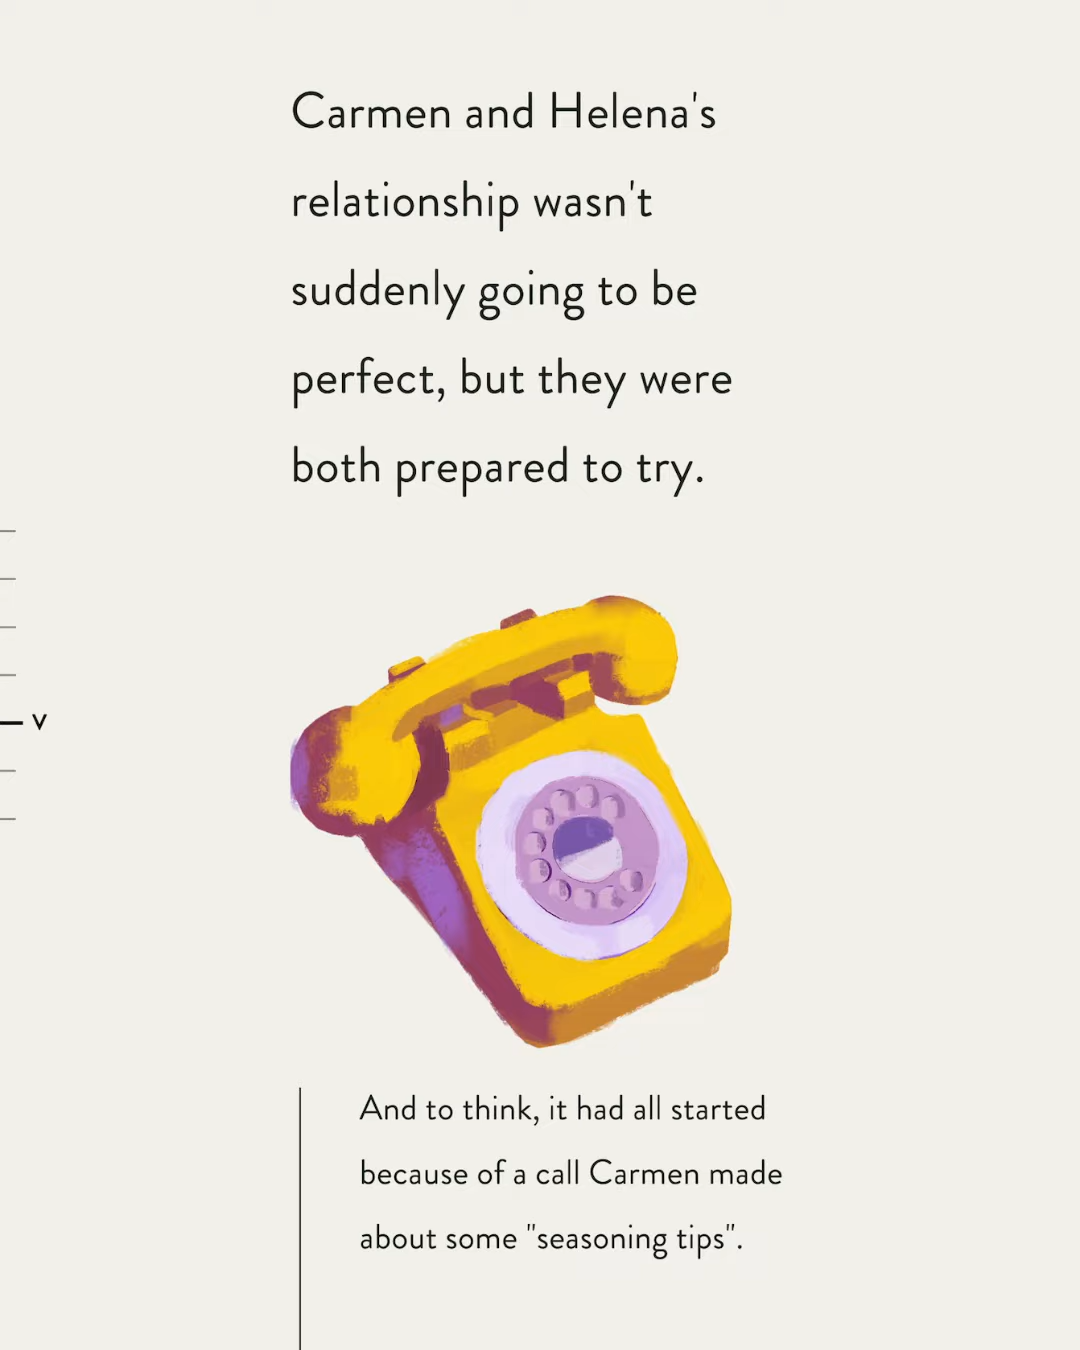 Carmen and Helena's
relationship wasn't
suddenly going to be
perfect, but they were
both prepared to try.
v
And to think, it had all started
because of a call Carmen made
about some "seasoning tips".